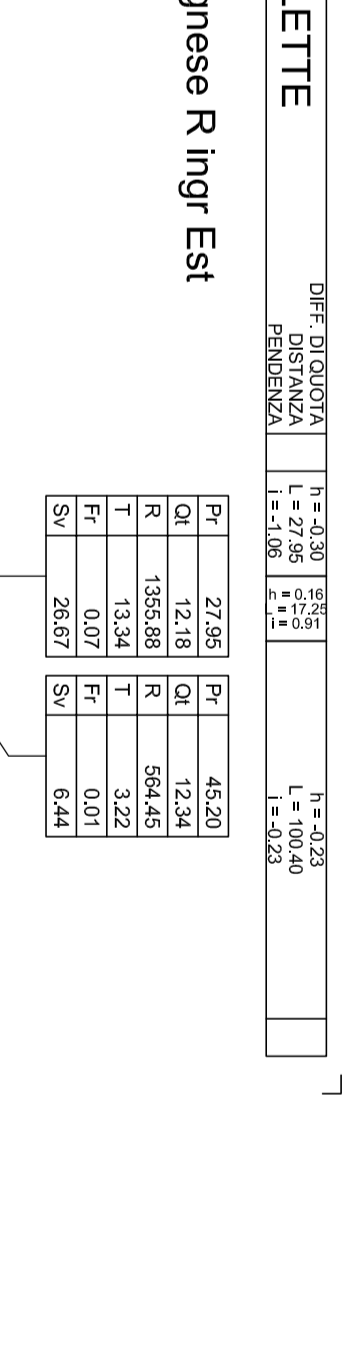 LETTE
DIFF. DI QUOTA
DISTANZA
PENDENZA
h = -0.30
L = 27.95
i = -1.06
h = 0.16
L = 17.25
i = 0.91
h = -0.23
L = 100.40
i = -0.23
gnese R ingr Est
Pr 27.95
Qt 12.18
R 1355.88
T 13.34
Fr 0.07
Sv 26.67
Pr 45.20
Qt 12.34
R 564.45
T 3.22
Fr 0.01
Sv 6.44